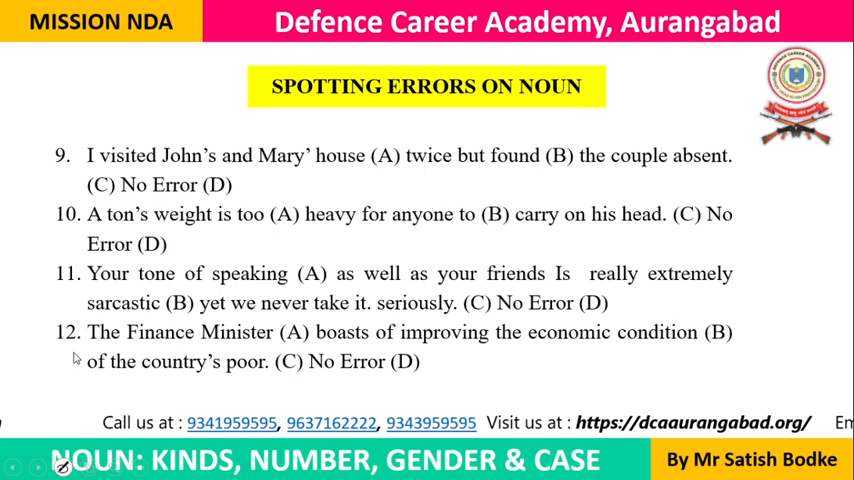 MISSION NDA
Defence Career Academy, Aurangabad
SPOTTING ERRORS ON NOUN
9. I visited John’s and Mary’ house (A) twice but found (B) the couple absent.
(C) No Error (D)
10. A ton’s weight is too (A) heavy for anyone to (B) carry on his head. (C) No
Error (D)
11. Your tone of speaking (A) as well as your friends Is really extremely
sarcastic (B) yet we never take it. seriously. (C) No Error (D)
12. The Finance Minister (A) boasts of improving the economic condition (B)
of the country’s poor. (C) No Error (D)
Call us at : 9341959595, 9637162222, 9343959595 Visit us at : https://dcaaurangabad.org/ Em
NOUN: KINDS, NUMBER, GENDER & CASE
By Mr Satish Bodke